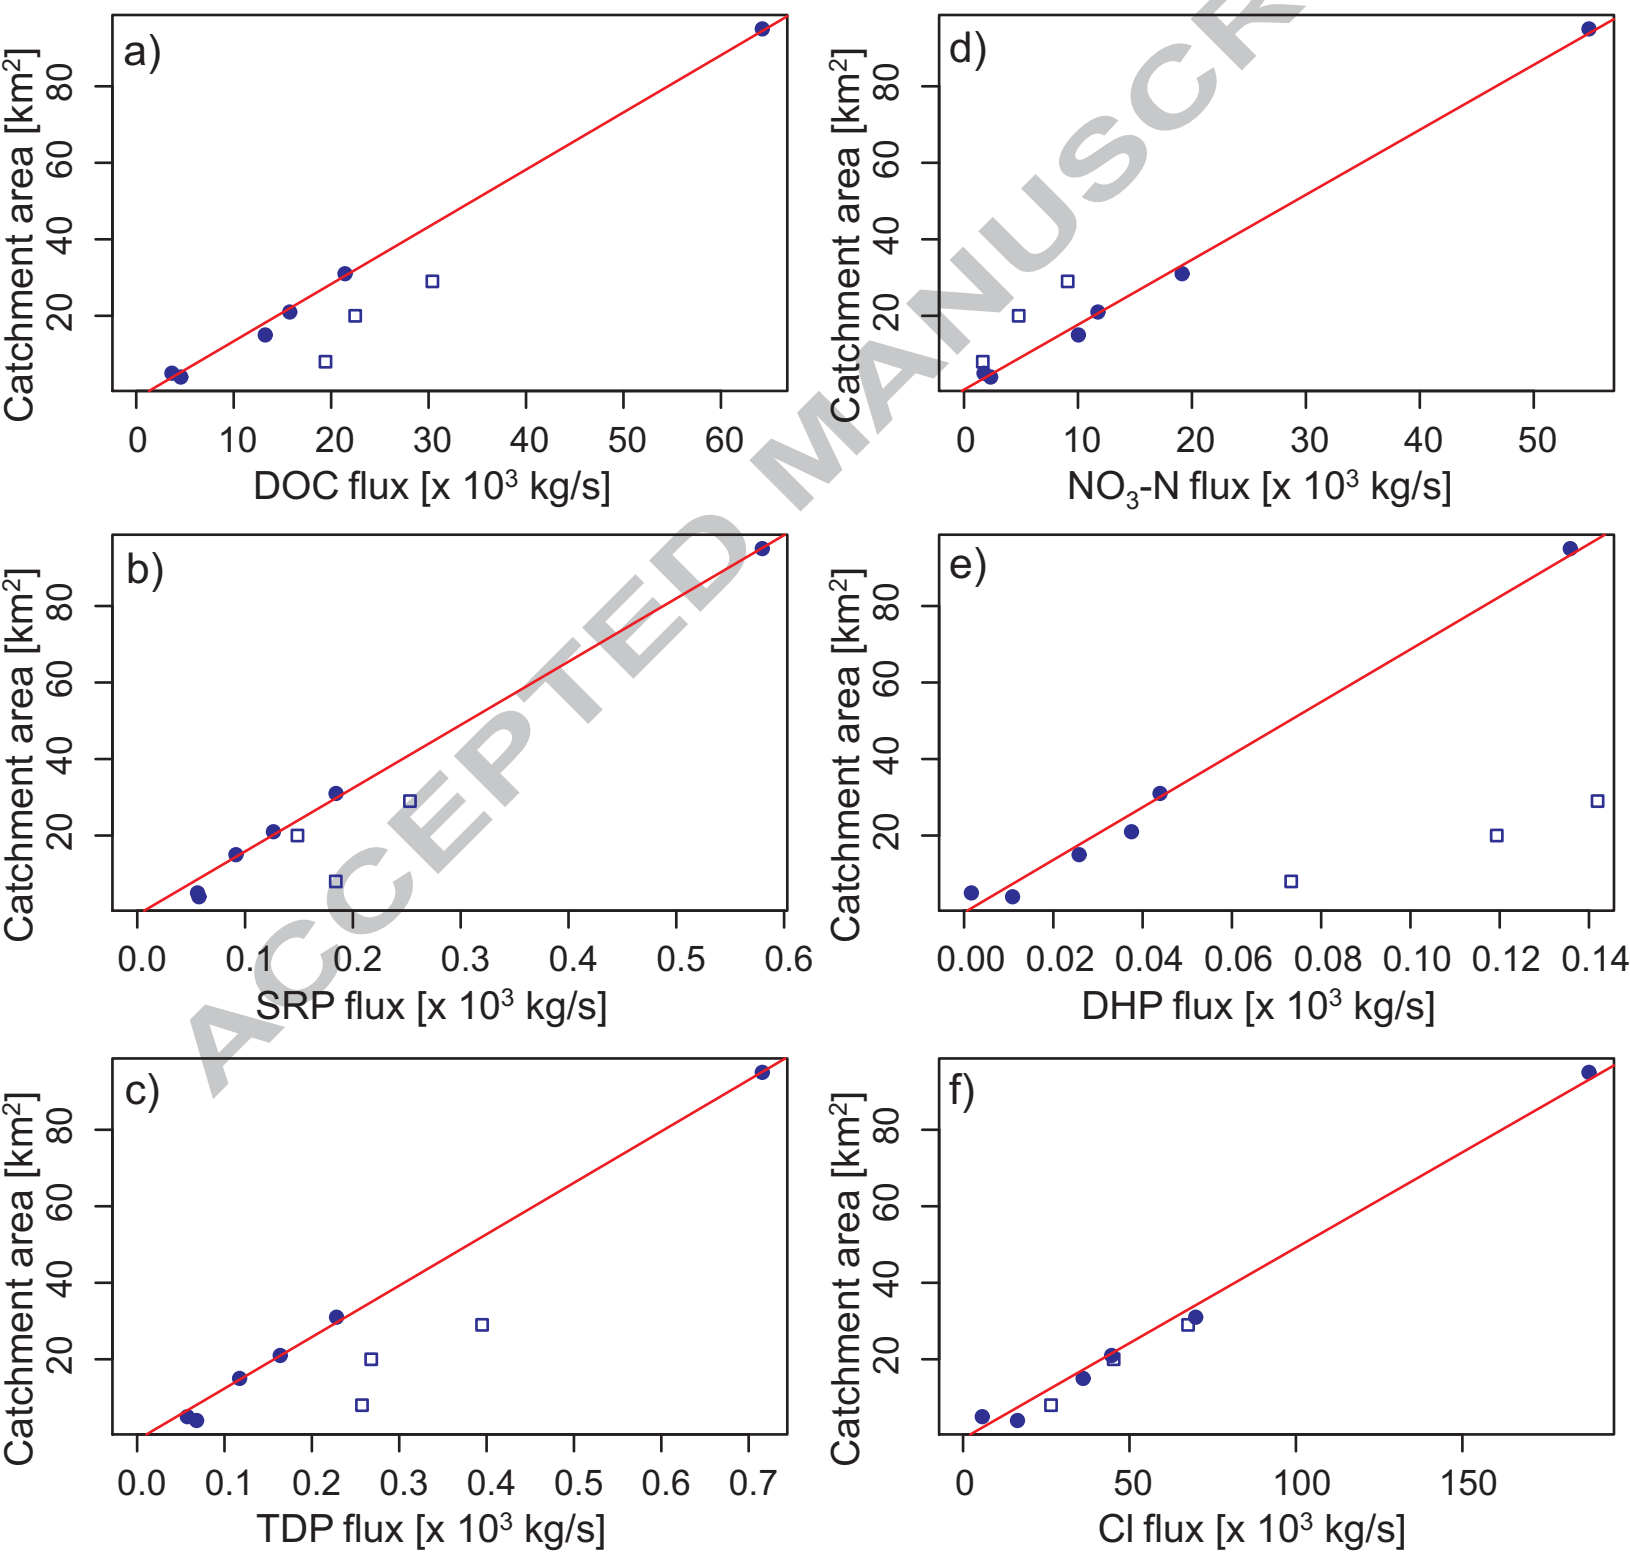 a)
Catchment area [km²]
80
60
40
20
0 10 20 30 40 50 60
DOC flux [x 10³ kg/s]
d)
Catchment area [km²]
80
60
40
20
0 10 20 30 40 50
NO₃-N flux [x 10³ kg/s]
b)
Catchment area [km²]
80
60
40
20
0.0 0.1 0.2 0.3 0.4 0.5 0.6
SRP flux [x 10³ kg/s]
e)
Catchment area [km²]
80
60
40
20
0.00 0.02 0.04 0.06 0.08 0.10 0.12 0.14
DHP flux [x 10³ kg/s]
c)
Catchment area [km²]
80
60
40
20
0.0 0.1 0.2 0.3 0.4 0.5 0.6 0.7
TDP flux [x 10³ kg/s]
f)
Catchment area [km²]
80
60
40
20
0 50 100 150
Cl flux [x 10³ kg/s]
ACCEPTED MANUSCR